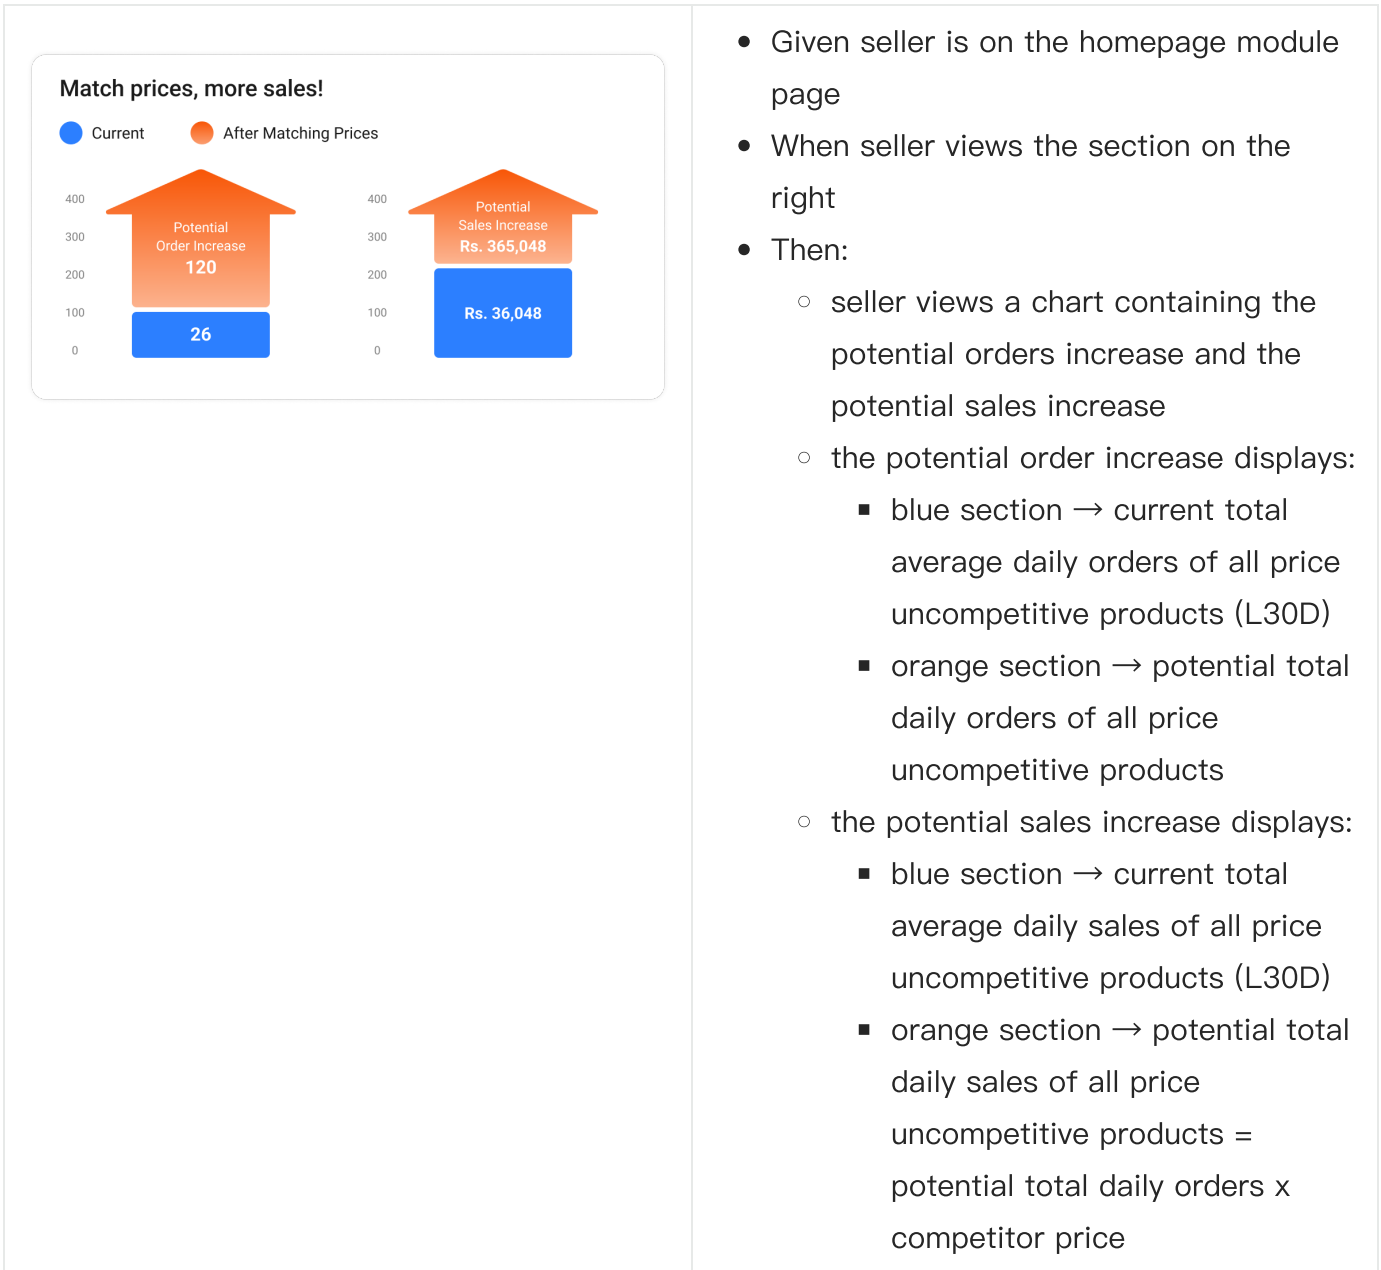 Match prices, more sales!
Current
After Matching Prices
400
300
200
100
0
Potential
Order Increase
120
26
400
300
200
100
0
Potential
Sales Increase
Rs. 365,048
Rs. 36,048
Given seller is on the homepage module
page
When seller views the section on the
right
Then:
seller views a chart containing the
potential orders increase and the
potential sales increase
the potential order increase displays:
blue section → current total
average daily orders of all price
uncompetitive products (L30D)
orange section → potential total
daily orders of all price
uncompetitive products
the potential sales increase displays:
blue section → current total
average daily sales of all price
uncompetitive products (L30D)
orange section → potential total
daily sales of all price
uncompetitive products =
potential total daily orders x
competitor price